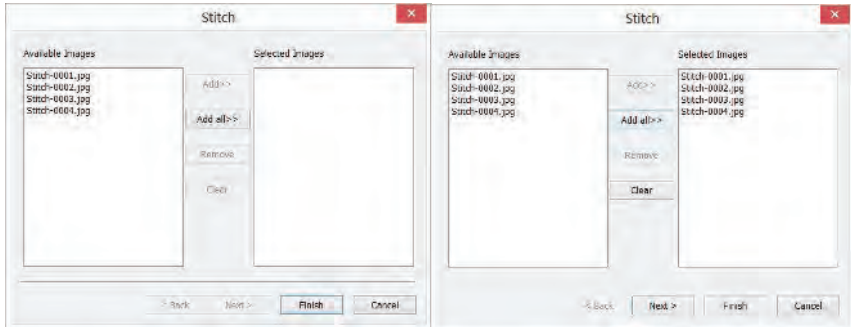 Stitch
Available Images
Selected Images
Stitch-0001.jpg
Stitch-0002.jpg
Stitch-0003.jpg
Stitch-0004.jpg
Add>>
Add all>>
Remove
Clear
< Back
Next >
Finish
Cancel
Stitch
Available Images
Selected Images
Stitch-0001.jpg
Stitch-0002.jpg
Stitch-0003.jpg
Stitch-0004.jpg
Add>>
Add all>>
Remove
Clear
Stitch-0001.jpg
Stitch-0002.jpg
Stitch-0003.jpg
Stitch-0004.jpg
< Back
Next >
Finish
Cancel